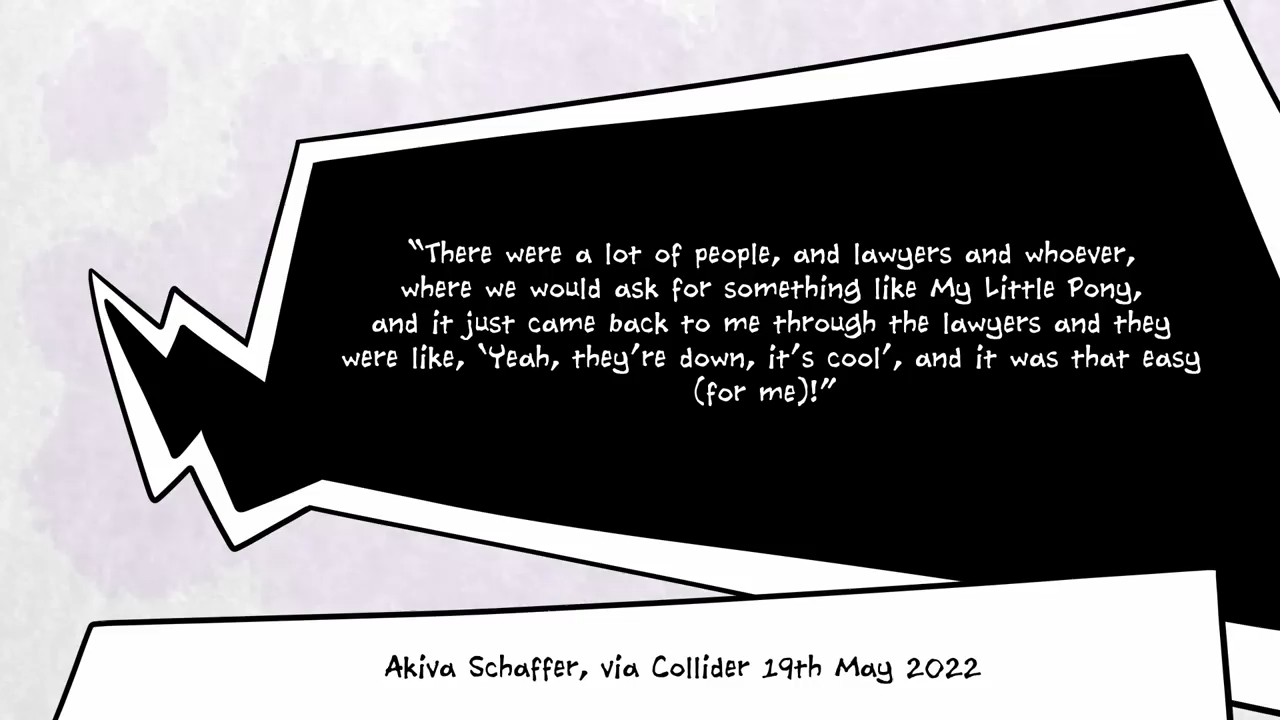 “There were a lot of people, and lawyers and whoever,
where we would ask for something like My Little Pony,
and it just came back to me through the lawyers and they
were like, ‘Yeah, they’re down, it’s cool’, and it was that easy
(for me)!”
Akiva Schaffer, via Collider 19th May 2022